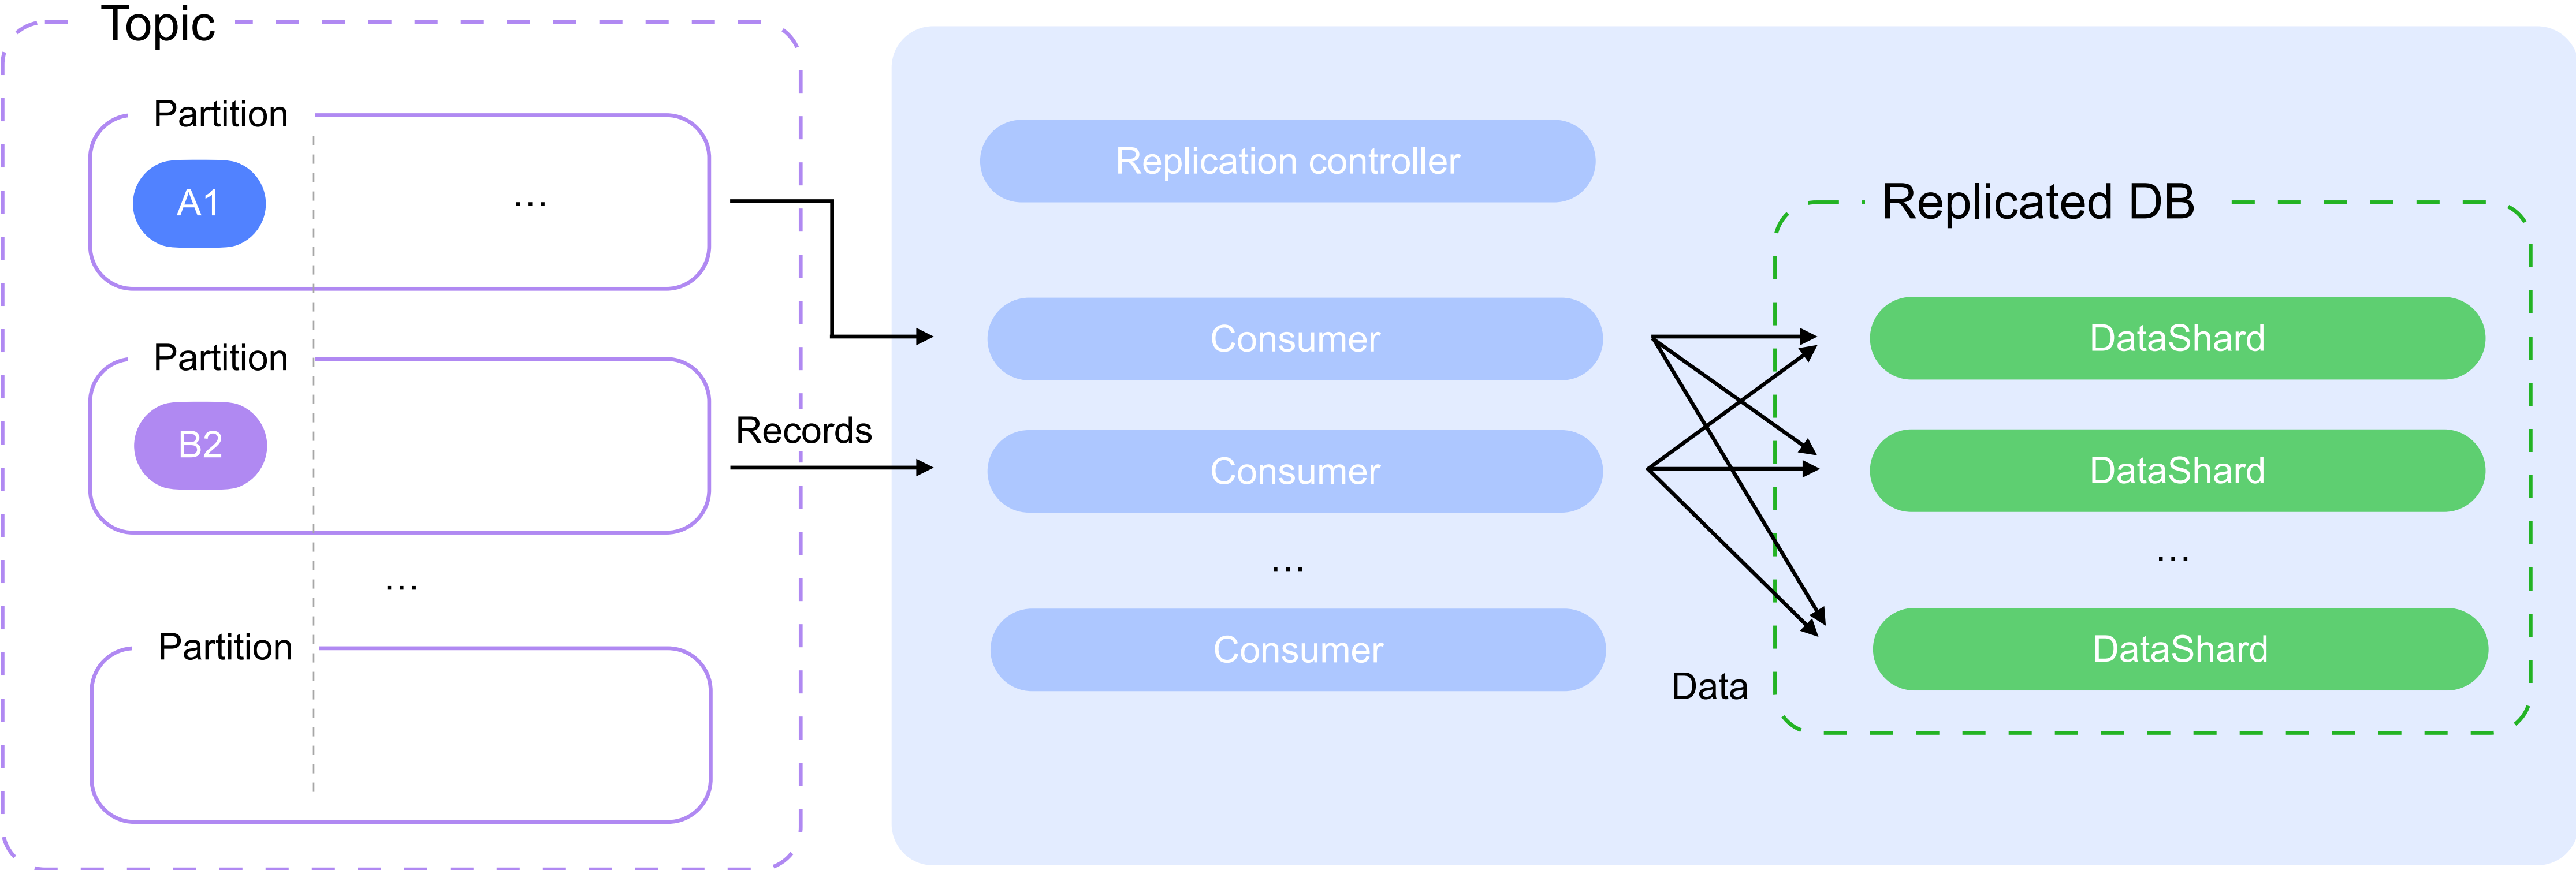 Topic
Partition
A1
...
Partition
B2
...
Partition
Records
Replication controller
Consumer
Consumer
...
Consumer
Data
Replicated DB
DataShard
DataShard
...
DataShard